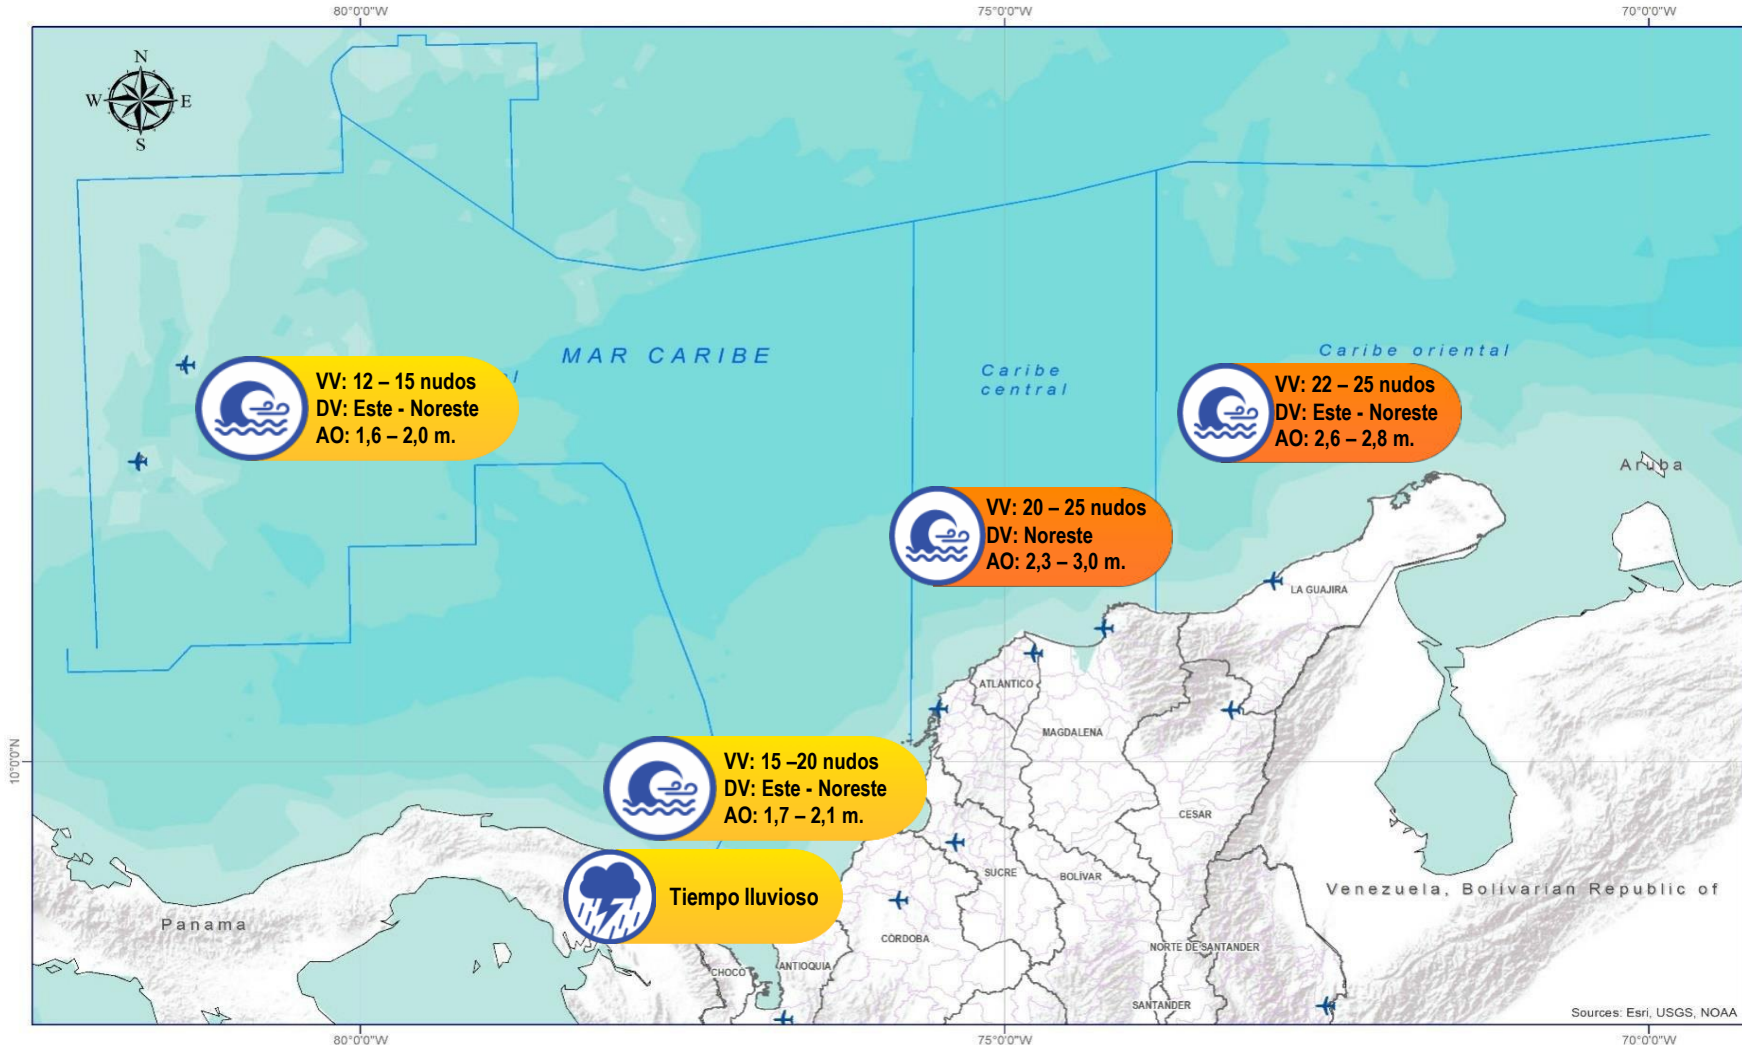 80°0'0"W
75°0'0"W
70°0'0"W
N
W
E
S
MAR CARIBE
Caribe
central
Caribe oriental
VV: 12 – 15 nudos
DV: Este - Noreste
AO: 1,6 – 2,0 m.
VV: 22 – 25 nudos
DV: Este - Noreste
AO: 2,6 – 2,8 m.
Aruba
VV: 20 – 25 nudos
DV: Noreste
AO: 2,3 – 3,0 m.
LA GUAJIRA
ATLÁNTICO
MAGDALENA
10°0'0"N
VV: 15 –20 nudos
DV: Este - Noreste
AO: 1,7 – 2,1 m.
CESAR
SUCRE
BOLÍVAR
Tiempo lluvioso
Venezuela, Bolivarian Republic of
Panama
CÓRDOBA
NORTE DE SANTANDER
CHOCÓ
ANTIOQUIA
SANTANDER
Sources: Esri, USGS, NOAA
80°0'0"W
75°0'0"W
70°0'0"W